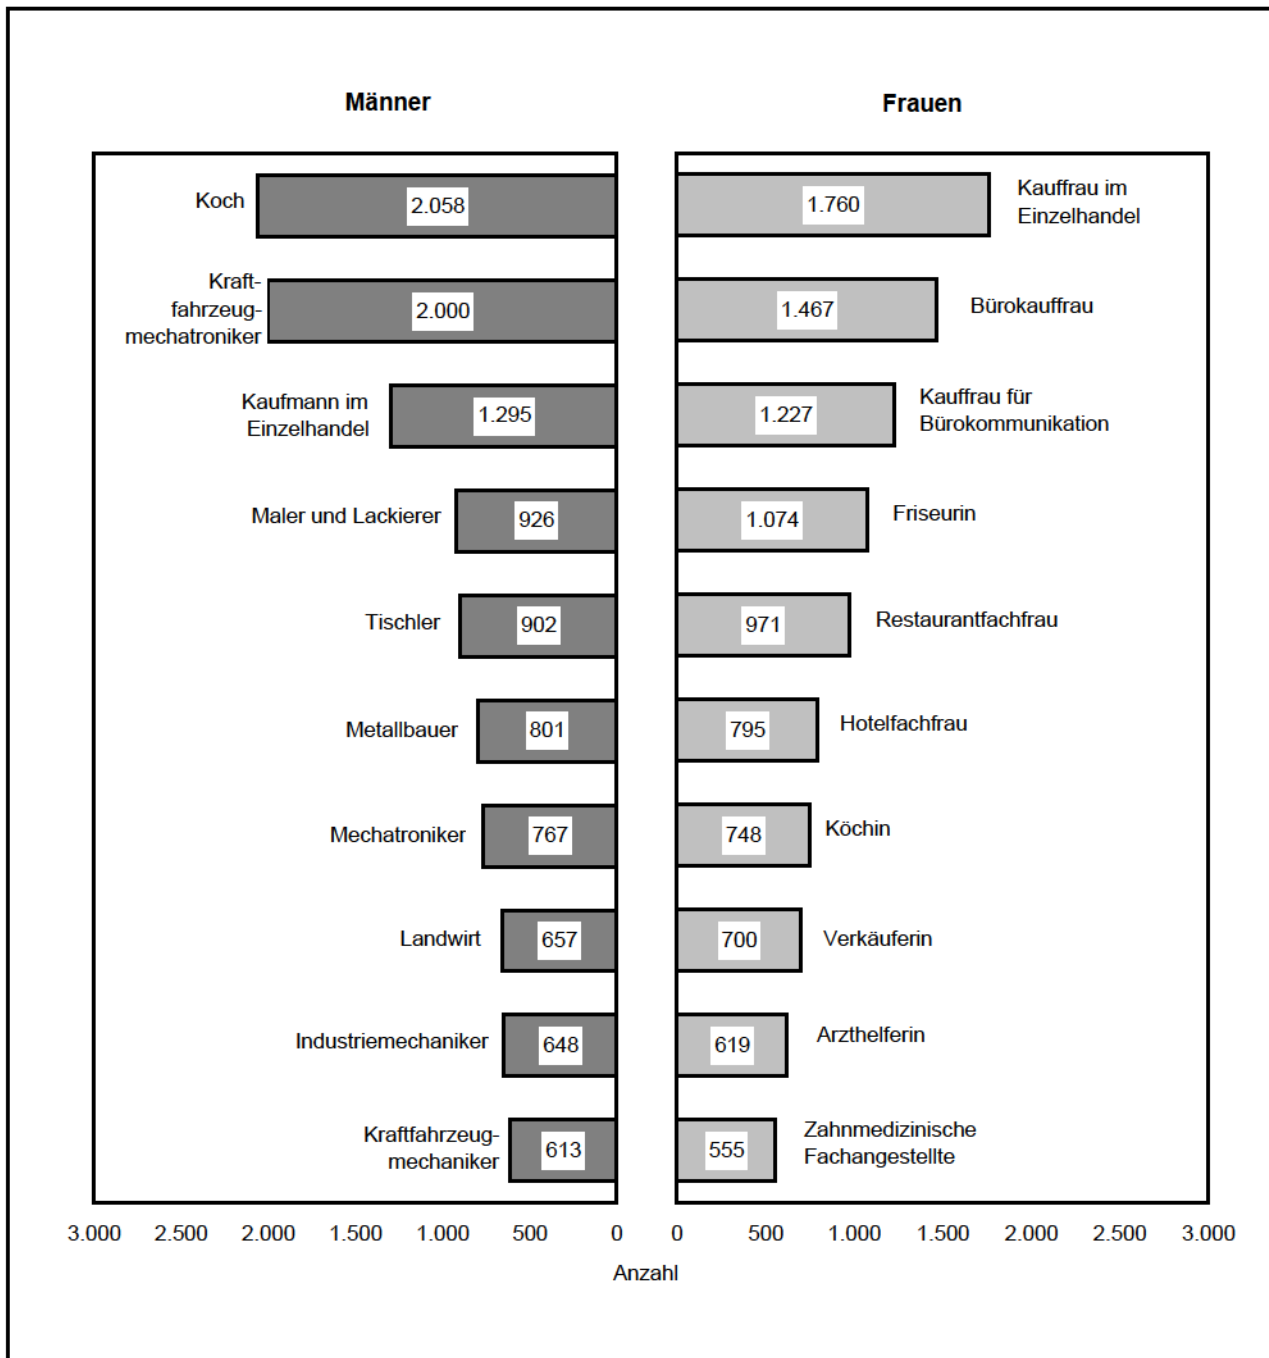 Männer
Frauen
Koch
2.058
1.760
Kauffrau im
Einzelhandel
Kraft-
fahrzeug-
mechatroniker
2.000
1.467
Bürokauffrau
Kaufmann im
Einzelhandel
1.295
1.227
Kauffrau für
Bürokommunikation
Maler und Lackierer
926
1.074
Friseurin
Tischler
902
971
Restaurantfachfrau
Metallbauer
801
795
Hotelfachfrau
Mechatroniker
767
748
Köchin
Landwirt
657
700
Verkäuferin
Industriemechaniker
648
619
Arzthelferin
Kraftfahrzeug-
mechaniker
613
555
Zahnmedizinische
Fachangestellte
3.000 2.500 2.000 1.500 1.000 500 0
0 500 1.000 1.500 2.000 2.500 3.000
Anzahl